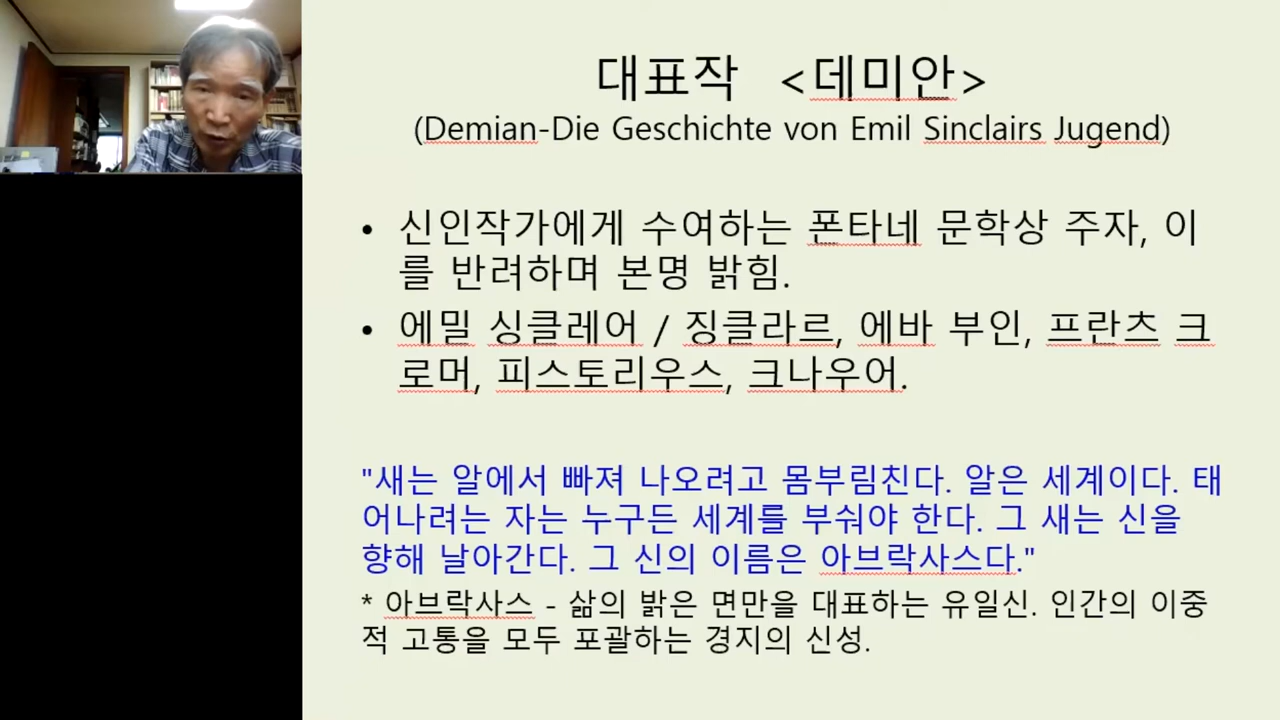 대표작 <데미안>
(Demian-Die Geschichte von Emil Sinclairs Jugend)
• 신인작가에게 수여하는 폰타네 문학상 주자, 이
를 반려하며 본명 밝힘.
• 에밀 싱클레어 / 징클라르, 에바 부인, 프란츠 크
로머, 피스토리우스, 크나우어.
"새는 알에서 빠져 나오려고 몸부림친다. 알은 세계이다. 태
어나려는 자는 누구든 세계를 부숴야 한다. 그 새는 신을
향해 날아간다. 그 신의 이름은 아브락사스다."
* 아브락사스 - 삶의 밝은 면만을 대표하는 유일신. 인간의 이중
적 고통을 모두 포괄하는 경지의 신성.